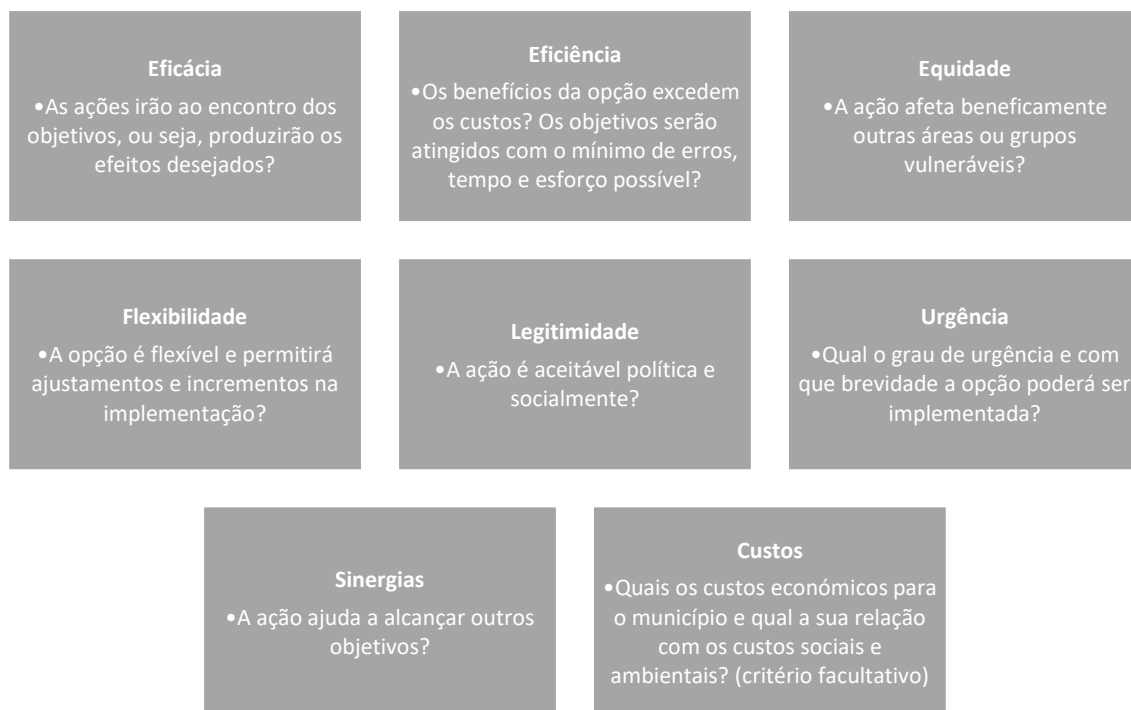 Eficácia
•As ações irão ao encontro dos
objetivos, ou seja, produzirão os
efeitos desejados?
Eficiência
•Os benefícios da opção excedem
os custos? Os objetivos serão
atingidos com o mínimo de erros,
tempo e esforço possível?
Equidade
•A ação afeta beneficamente
outras áreas ou grupos
vulneráveis?
Flexibilidade
•A opção é flexível e permitirá
ajustamentos e incrementos na
implementação?
Legitimidade
•A ação é aceitável política e
socialmente?
Urgência
•Qual o grau de urgência e com
que brevidade a opção poderá ser
implementada?
Sinergias
•A ação ajuda a alcançar outros
objetivos?
Custos
•Quais os custos económicos para
o município e qual a sua relação
com os custos sociais e
ambientais? (critério facultativo)